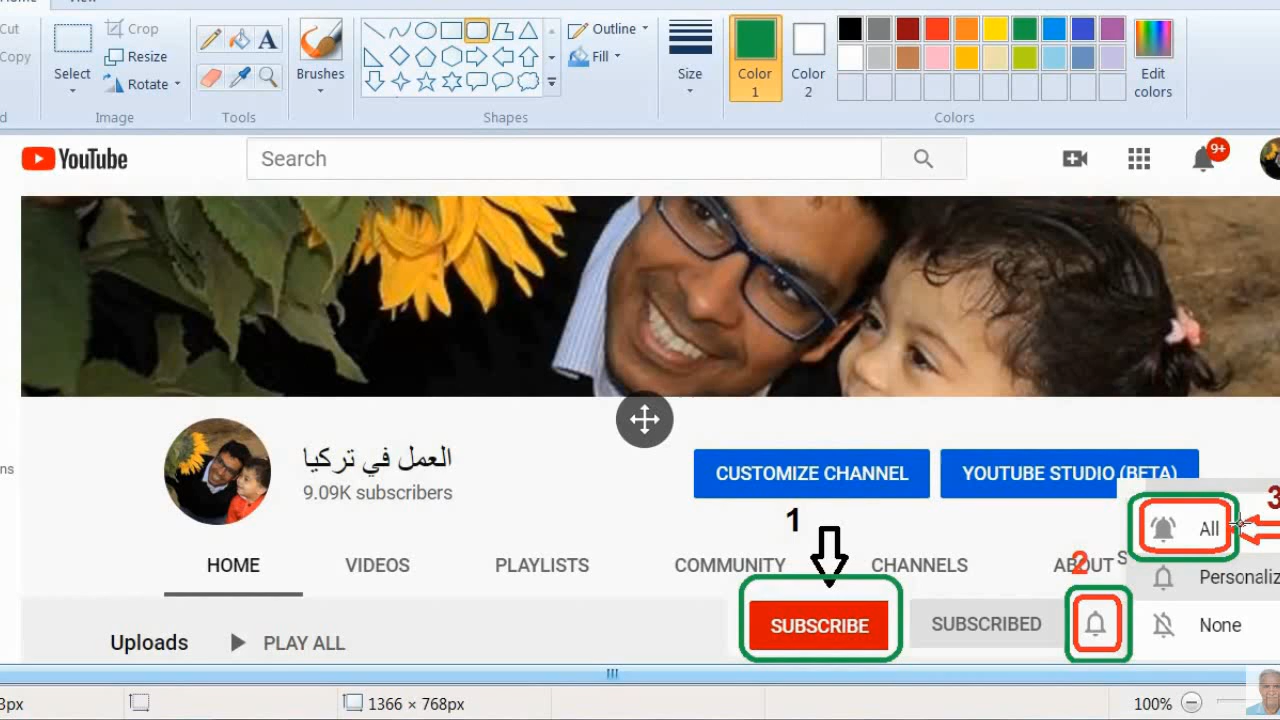 View
Cut
Copy
Select
Crop
Resize
Rotate
Image
A
Tools
Brushes
Outline
Fill
Shapes
Size
Color
1
Color
2
Edit
colors
Colors
YouTube
Search
9+
العمل في تركيا
9.09K subscribers
CUSTOMIZE CHANNEL
YOUTUBE STUDIO (BETA)
1
3
All
HOME
VIDEOS
PLAYLISTS
COMMUNITY
CHANNELS
ABOUT
2
S
Personaliz
Uploads
PLAY ALL
SUBSCRIBE
SUBSCRIBED
None
1366 × 768px
100%